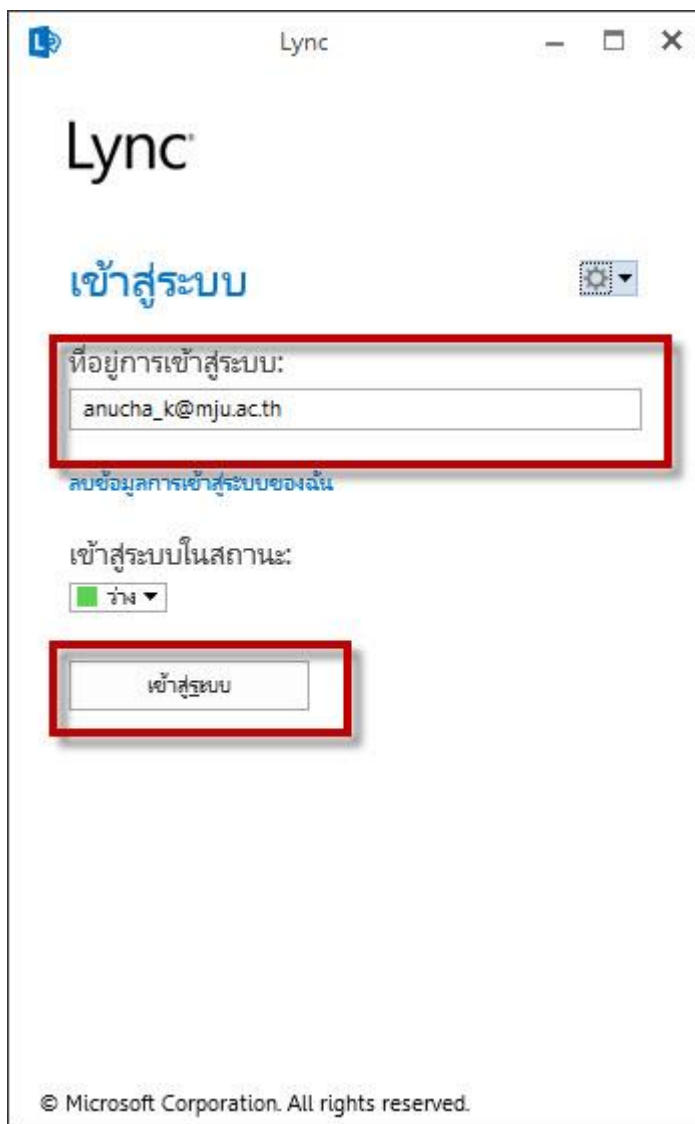 Lync
Lync
เข้าสู่ระบบ
ที่อยู่การเข้าสู่ระบบ:
anucha_k@mju.ac.th
ลบข้อมูลการเข้าสู่ระบบของฉัน
เข้าสู่ระบบในสถานะ:
ว่าง
เข้าสู่ระบบ
© Microsoft Corporation. All rights reserved.